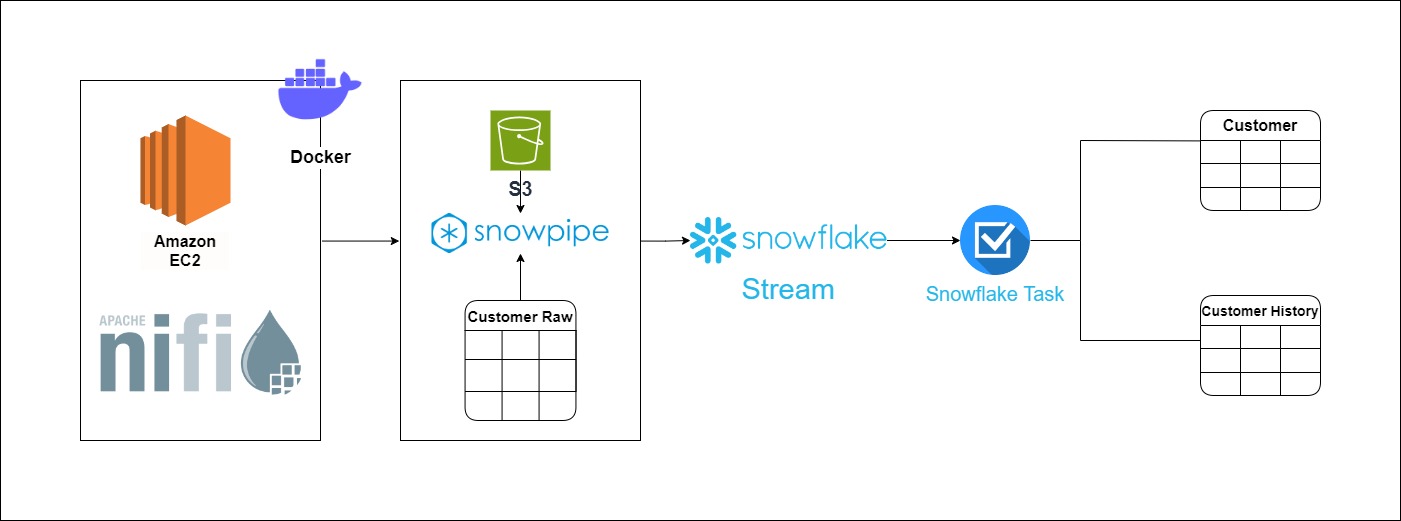 Docker
Amazon
EC2
APACHE
nifi
S3
snowpipe
Customer Raw
snowflake
Stream
Snowflake Task
Customer
Customer History